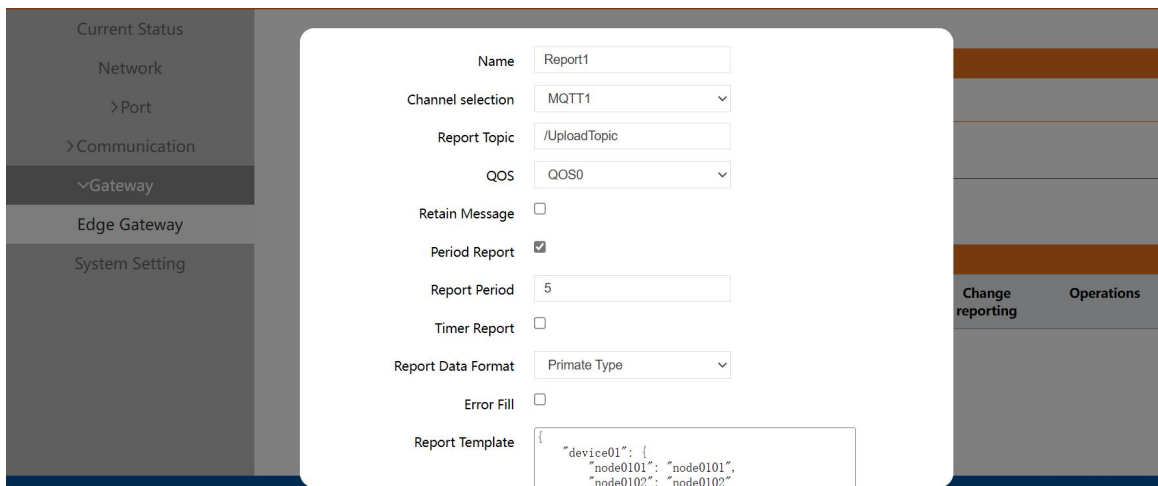 Current Status
Network
>Port
>Communication
Gateway
Edge Gateway
System Setting
Name Report1
Channel selection MQTT1
Report Topic /UploadTopic
QOS QOS0
Retain Message
Period Report
Report Period 5
Timer Report
Report Data Format Primate Type
Error Fill
Report Template {
"device01": {
"node0101": "node0101",
"node0102": "node0102"
Change
reporting
Operations